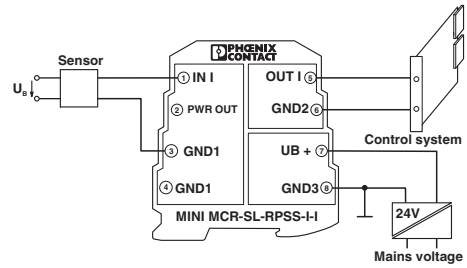 PHŒNIX
CONTACT
Sensor
U_B
① IN I
② PWR OUT
③ GND1
④ GND1
OUT I ⑤
GND2 ⑥
UB + ⑦
GND3 ⑧
MINI MCR-SL-RPSS-I-I
Control system
24V
Mains voltage